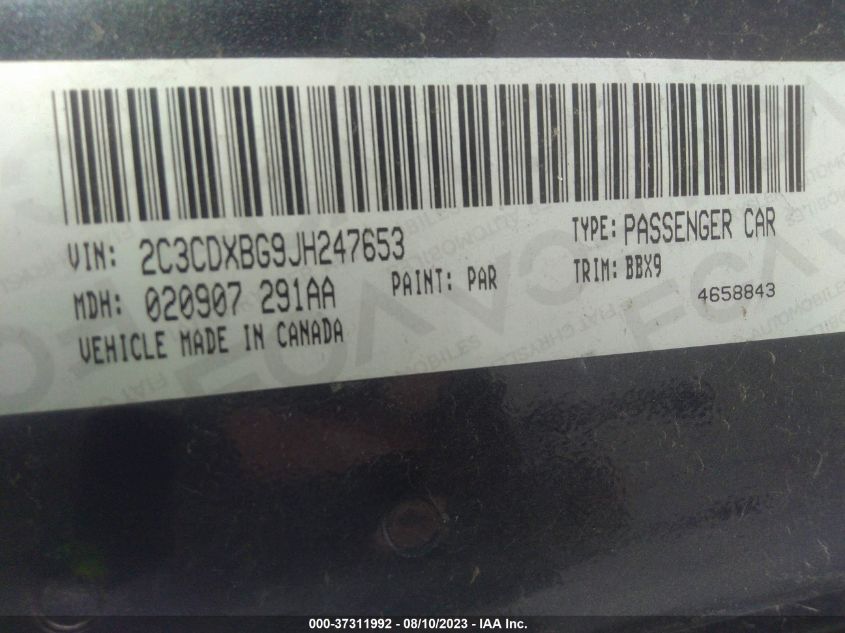 VIN: 2C3CDXBG9JH247653 TYPE: PASSENGER CAR
MDH: 020907 291AA PAINT: PAR TRIM: BBX9
VEHICLE MADE IN CANADA 4658843
000-37311992 - 08/10/2023 - IAA Inc.